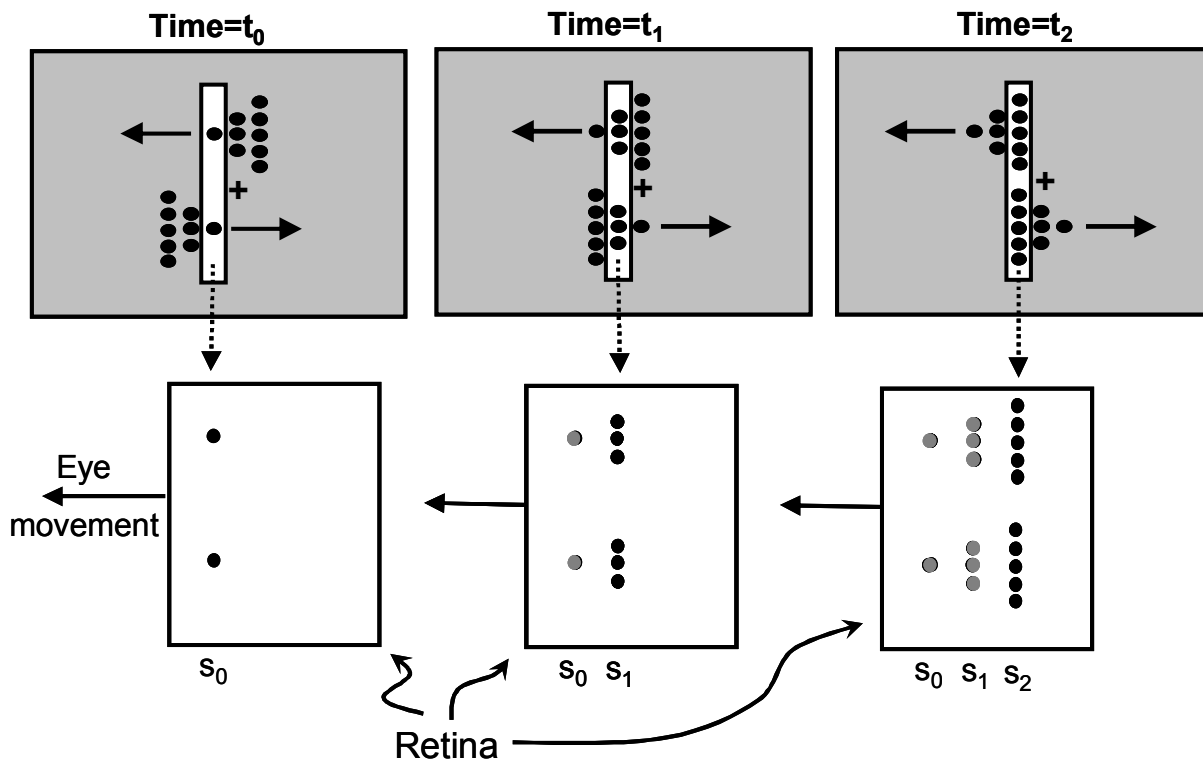 Time=t₀
Time=t₁
Time=t₂
+
+
+
Eye
movement
s₀
s₀ s₁
s₀ s₁ s₂
Retina